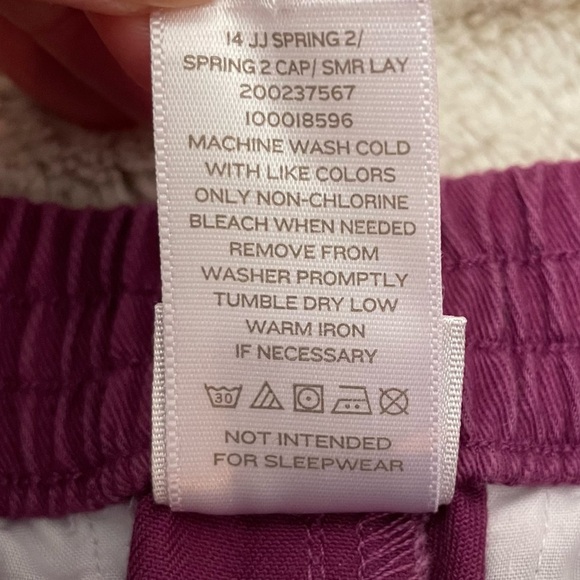 14 JJ SPRING 2/
SPRING 2 CAP/ SMR LAY
200237567
100018596
MACHINE WASH COLD
WITH LIKE COLORS
ONLY NON-CHLORINE
BLEACH WHEN NEEDED
REMOVE FROM
WASHER PROMPTLY
TUMBLE DRY LOW
WARM IRON
IF NECESSARY
30
NOT INTENDED
FOR SLEEPWEAR